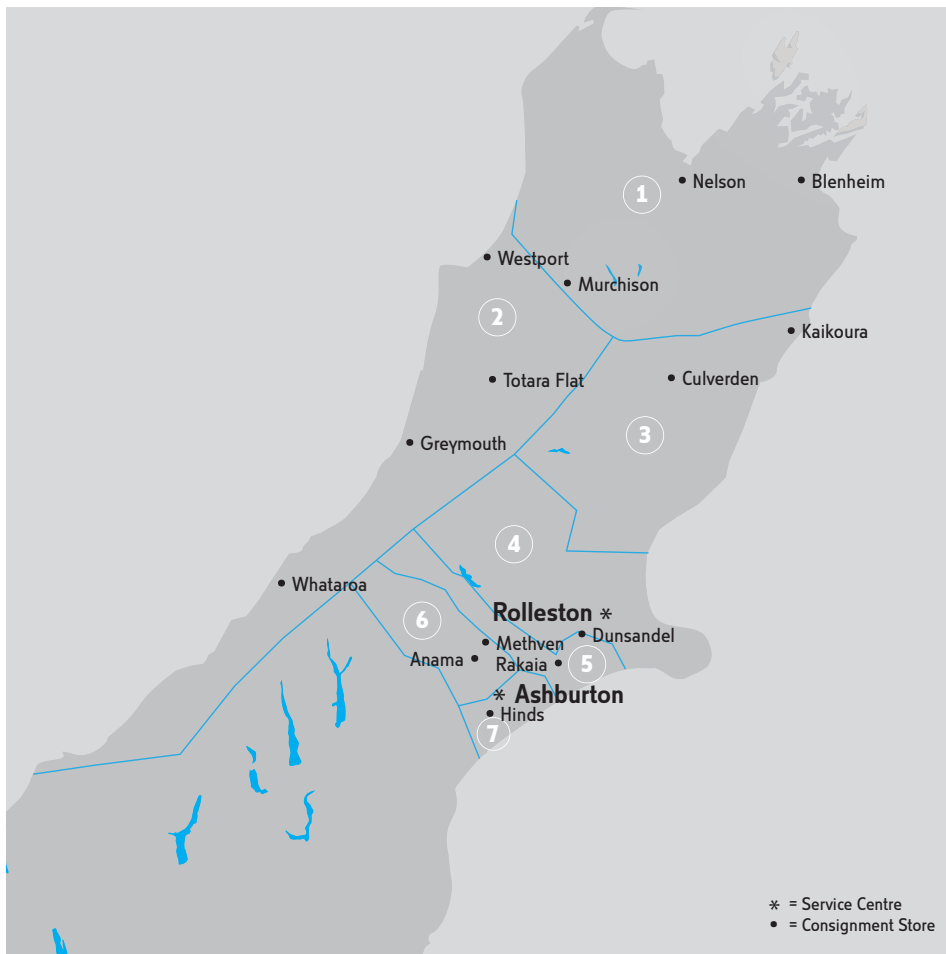 Nelson
Blenheim
1
Westport
Murchison
2
Kaikoura
Totara Flat
Culverden
3
Greymouth
4
Whataroa
Rolleston *
6
Dunsandel
Methven
Anama
Rakaia
5
* Ashburton
Hinds
7
* = Service Centre
• = Consignment Store